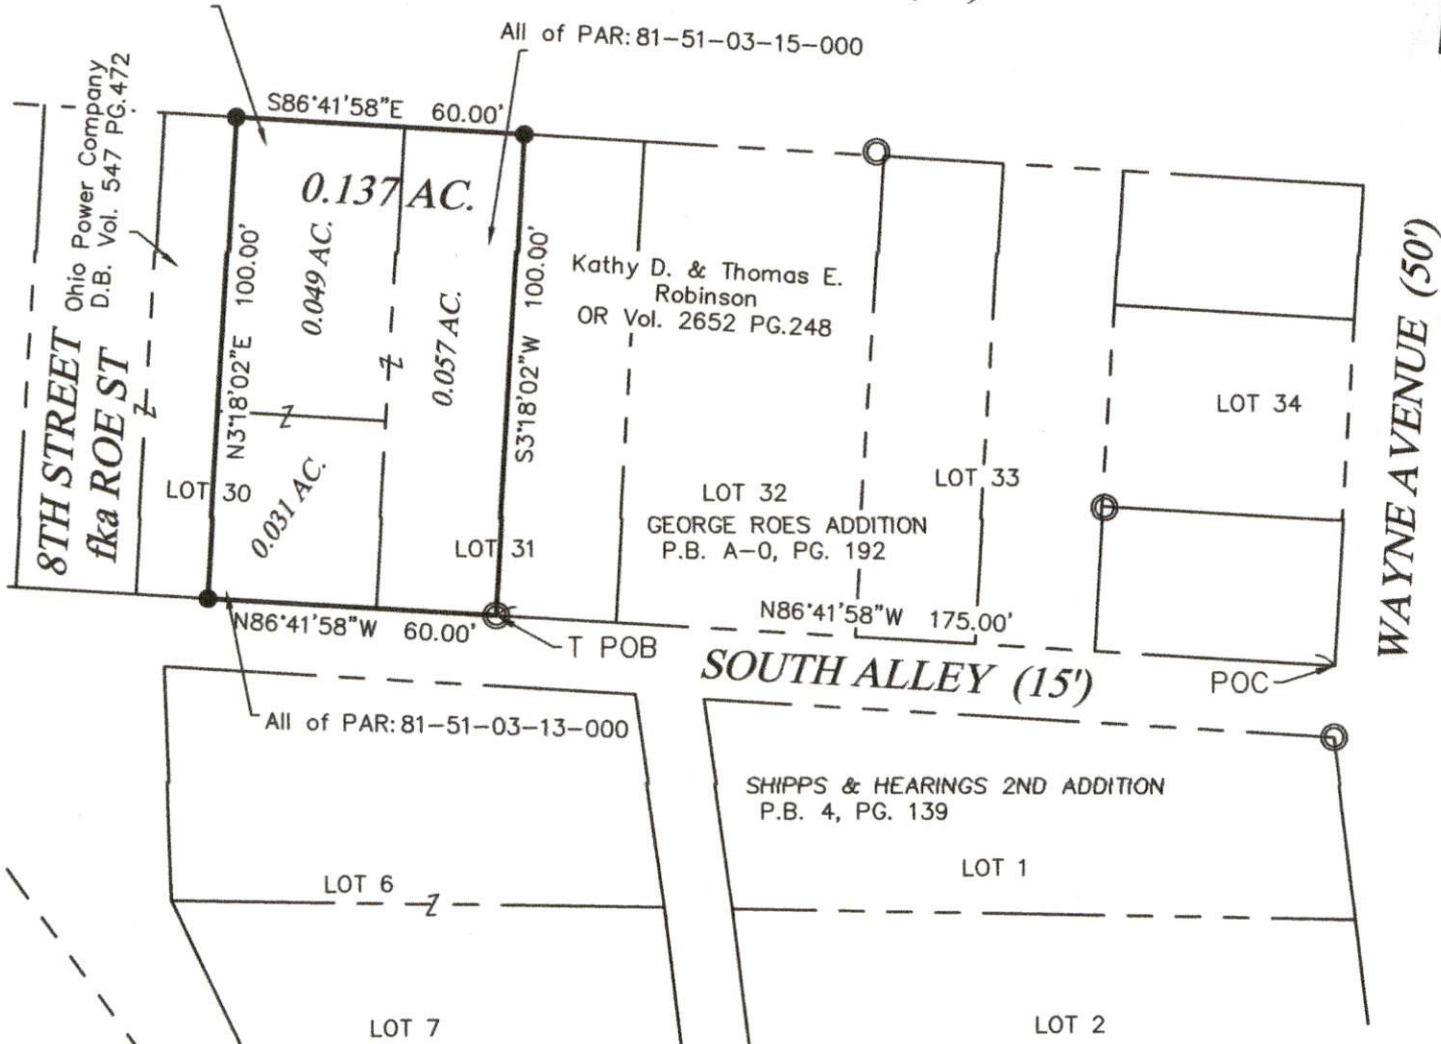 All of PAR: 81-51-03-15-000
Ohio Power Company
D.B. Vol. 547 PG.472
S86°41'58"E 60.00'
0.137 AC.
0.049 AC.
0.057 AC.
0.031 AC.
N3°18'02"E 100.00'
S3°18'02"W 100.00'
Kathy D. & Thomas E.
Robinson
OR Vol. 2652 PG.248
8TH STREET
fka ROE ST
LOT 30
LOT 31
LOT 32
GEORGE ROES ADDITION
P.B. A-0, PG. 192
LOT 33
LOT 34
WAYNE AVENUE (50')
N86°41'58"W 60.00'
T POB
N86°41'58"W 175.00'
SOUTH ALLEY (15')
POC
All of PAR: 81-51-03-13-000
SHIPPS & HEARINGS 2ND ADDITION
P.B. 4, PG. 139
LOT 6
LOT 1
LOT 7
LOT 2